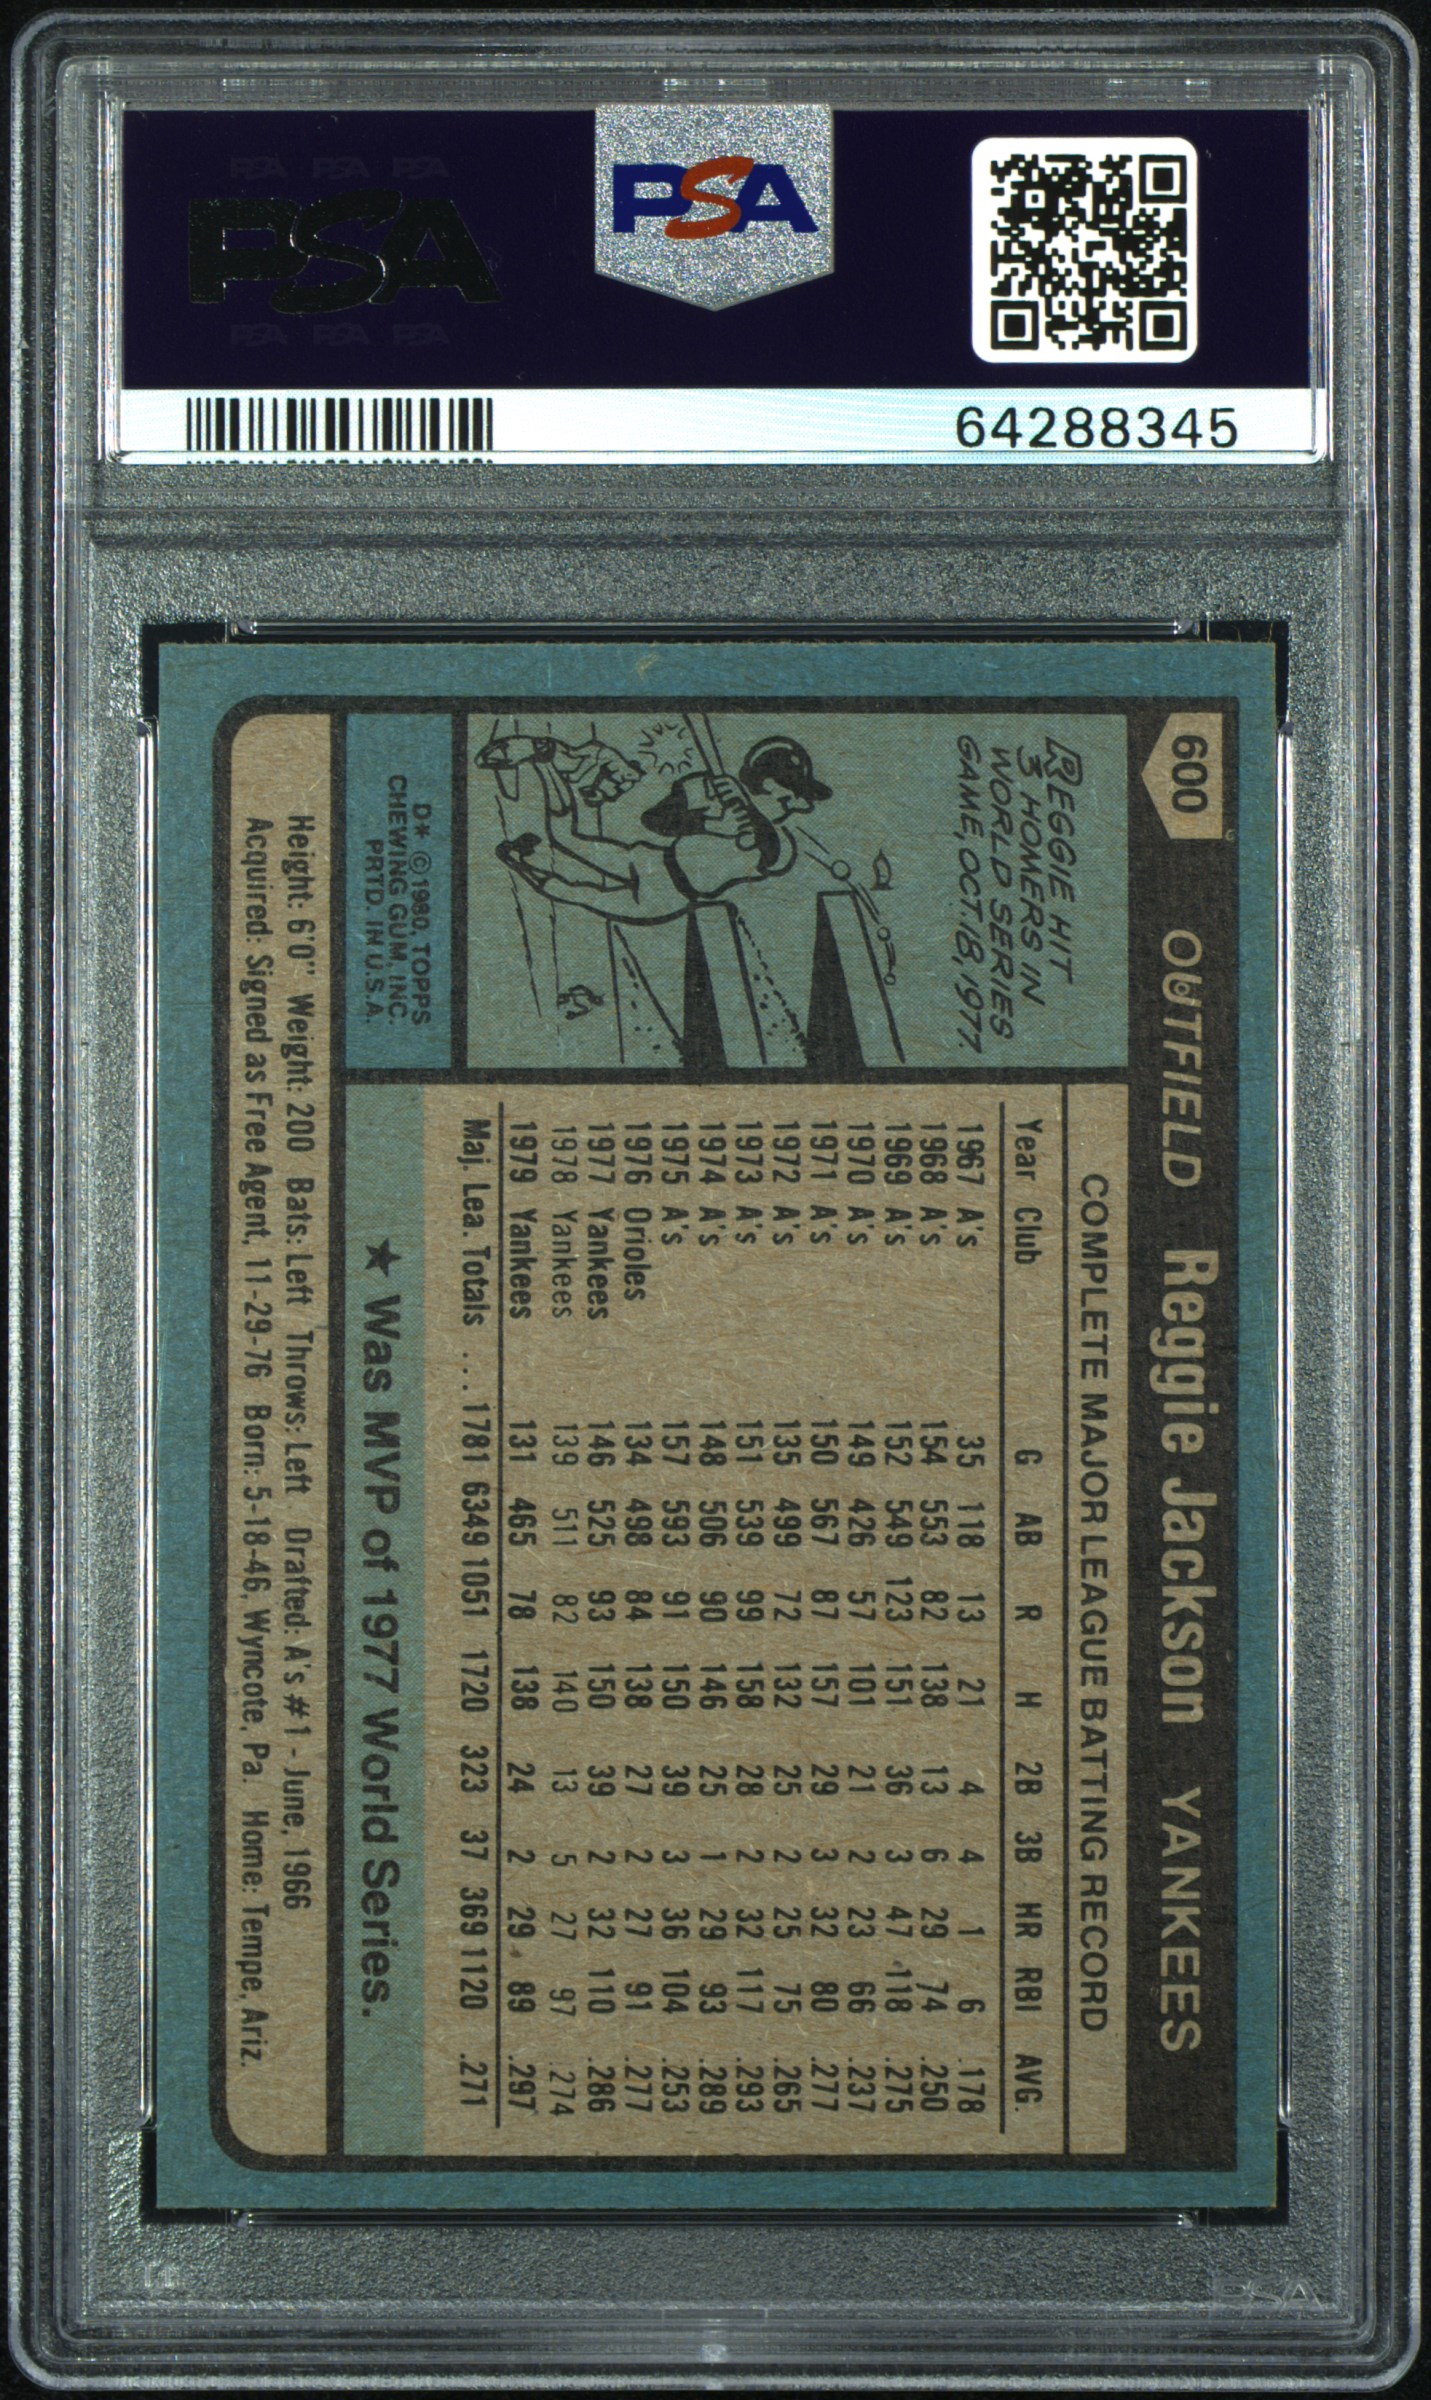 PSA PSA PSA
PSA
PSA PSA PSA
PSA
64288345
600 OUTFIELD Reggie Jackson YANKEES
REGGIE HIT
3 HOMERS IN
WORLD SERIES
GAME, OCT. 18, 1977.
D* © 1980, TOPPS
CHEWING GUM, INC.
PRTD. IN U.S.A.
COMPLETE MAJOR LEAGUE BATTING RECORD
Year Club G AB R H 2B 3B HR RBI AVG.
1967 A's 35 118 13 21 4 4 1 6 .178
1968 A's 154 553 82 138 13 6 29 74 .250
1969 A's 152 549 123 151 36 3 47 118 .275
1970 A's 149 426 57 101 21 2 23 66 .237
1971 A's 150 567 87 157 29 3 32 80 .277
1972 A's 135 499 72 132 25 2 25 75 .265
1973 A's 151 539 99 158 28 2 32 117 .293
1974 A's 148 506 90 146 25 1 29 93 .289
1975 A's 157 593 91 150 39 3 36 104 .253
1976 Orioles 134 498 84 138 27 2 27 91 .277
1977 Yankees 146 525 93 150 39 2 32 110 .286
1978 Yankees 139 511 82 140 13 5 27 97 .274
1979 Yankees 131 465 78 138 24 2 29 89 .297
Maj. Lea. Totals ... 1781 6349 1051 1720 323 37 369 1120 .271
★ Was MVP of 1977 World Series.
Height: 6'0" Weight: 200 Bats: Left Throws: Left Drafted: A's #1 - June, 1966
Acquired: Signed as Free Agent, 11-29-76 Born: 5-18-46, Wyncote, Pa. Home: Tempe, Ariz.
PSA